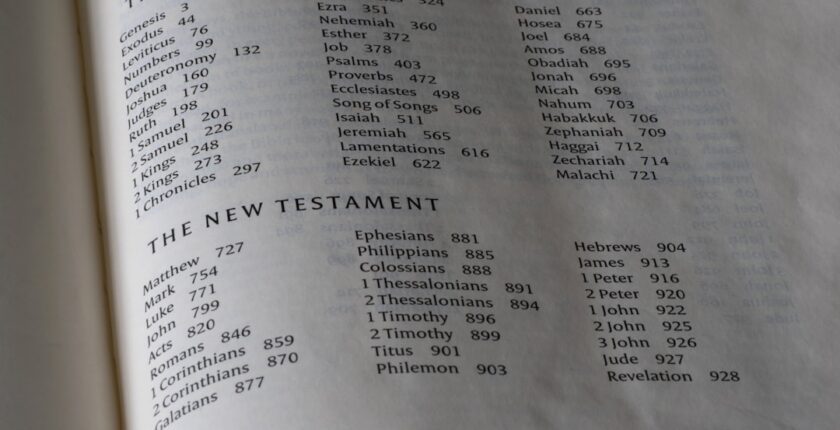 Genesis 3
Exodus 44
Leviticus 76
Numbers 99
Deuteronomy 132
Joshua 160
Judges 179
Ruth 198
1 Samuel 201
2 Samuel 226
1 Kings 248
2 Kings 273
1 Chronicles 297
324
Ezra 351
Nehemiah 360
Esther 372
Job 378
Psalms 403
Proverbs 472
Ecclesiastes 498
Song of Songs 506
Isaiah 511
Jeremiah 565
Lamentations 616
Ezekiel 622
Daniel 663
Hosea 675
Joel 684
Amos 688
Obadiah 695
Jonah 696
Micah 698
Nahum 703
Habakkuk 706
Zephaniah 709
Haggai 712
Zechariah 714
Malachi 721
THE NEW TESTAMENT
Matthew 727
Mark 754
Luke 771
John 799
Acts 820
Romans 846
1 Corinthians 859
2 Corinthians 870
Galatians 877
Ephesians 881
Philippians 885
Colossians 888
1 Thessalonians 891
2 Thessalonians 894
1 Timothy 896
2 Timothy 899
Titus 901
Philemon 903
Hebrews 904
James 913
1 Peter 916
2 Peter 920
1 John 922
2 John 925
3 John 926
Jude 927
Revelation 928